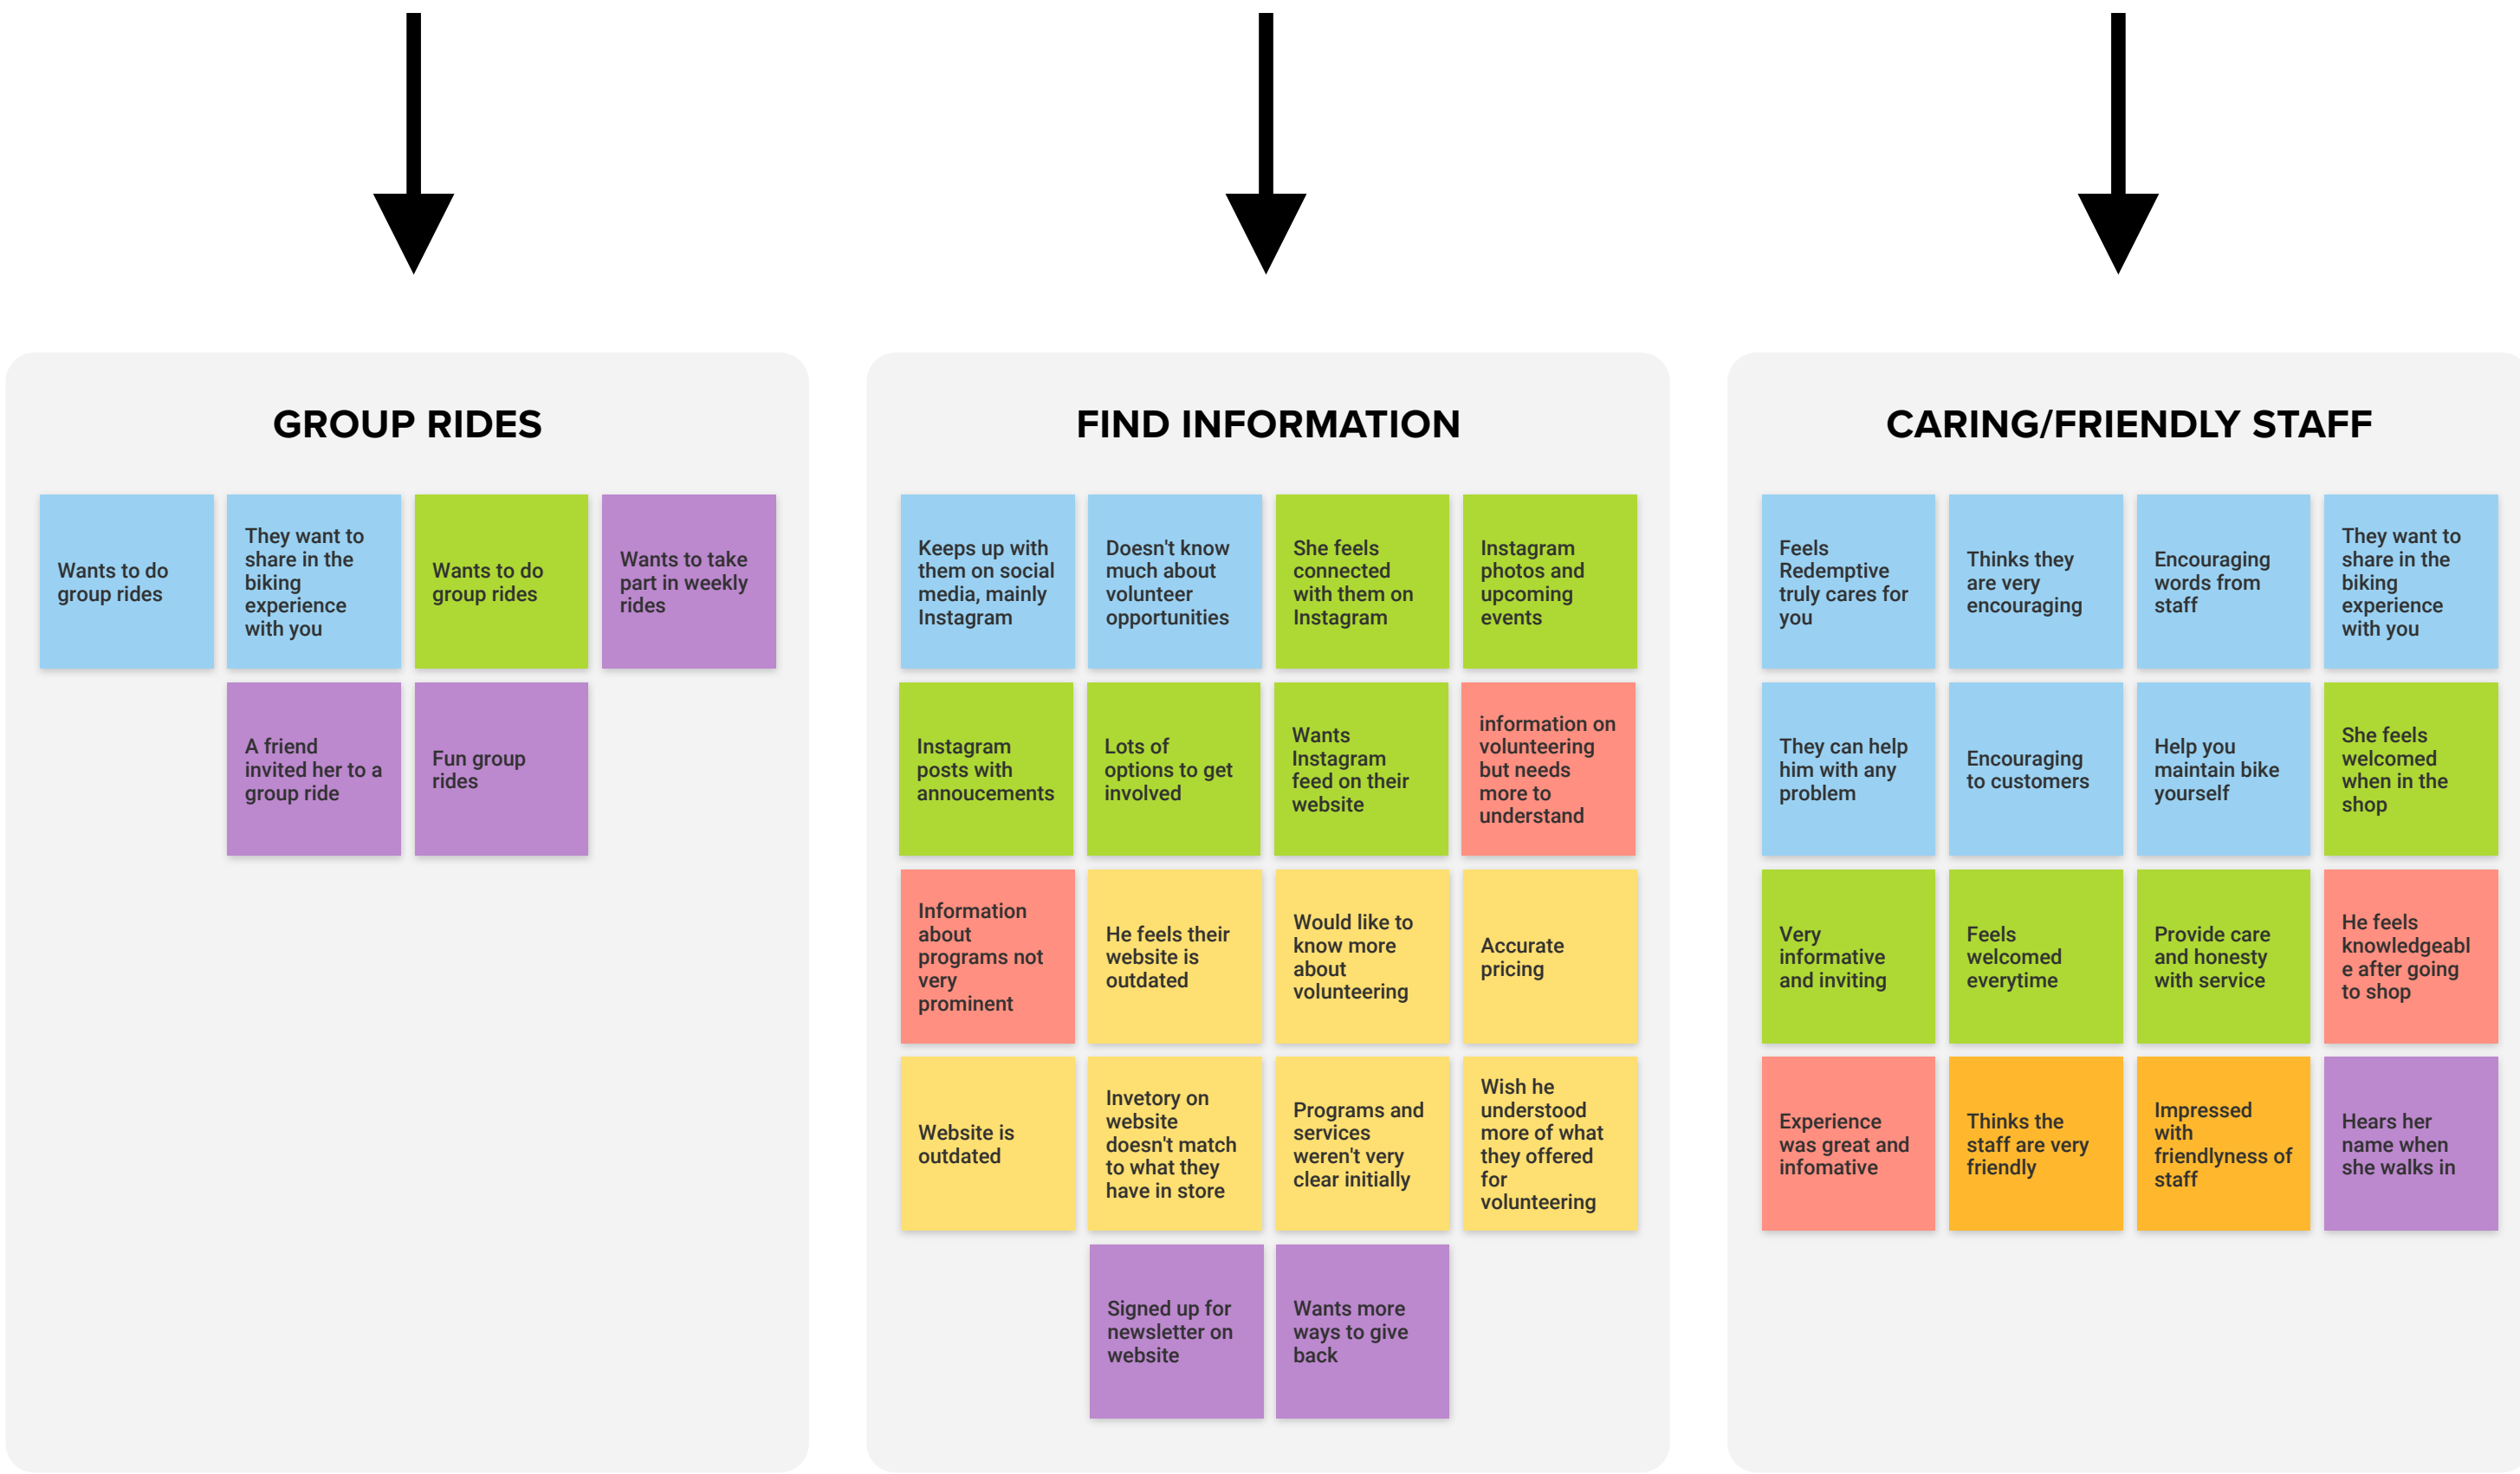 GROUP RIDES
Wants to do
group rides
They want to
share in the
biking
experience
with you
Wants to do
group rides
Wants to take
part in weekly
rides
A friend
invited her to a
group ride
Fun group
rides
FIND INFORMATION
Keeps up with
them on social
media, mainly
Instagram
Doesn't know
much about
volunteer
opportunities
She feels
connected
with them on
Instagram
Instagram
photos and
upcoming
events
Instagram
posts with
annoucements
Lots of
options to get
involved
Wants
Instagram
feed on their
website
information on
volunteering
but needs
more to
understand
Information
about
programs not
very
prominent
He feels their
website is
outdated
Would like to
know more
about
volunteering
Accurate
pricing
Website is
outdated
Invetory on
website
doesn't match
to what they
have in store
Programs and
services
weren't very
clear initially
Wish he
understood
more of what
they offered
for
volunteering
Signed up for
newsletter on
website
Wants more
ways to give
back
CARING/FRIENDLY STAFF
Feels
Redemptive
truly cares for
you
Thinks they
are very
encouraging
Encouraging
words from
staff
They want to
share in the
biking
experience
with you
They can help
him with any
problem
Encouraging
to customers
Help you
maintain bike
yourself
She feels
welcomed
when in the
shop
Very
informative
and inviting
Feels
welcomed
everytime
Provide care
and honesty
with service
He feels
knowledgeabl
e after going
to shop
Experience
was great and
infomative
Thinks the
staff are very
friendly
Impressed
with
friendlyness of
staff
Hears her
name when
she walks in